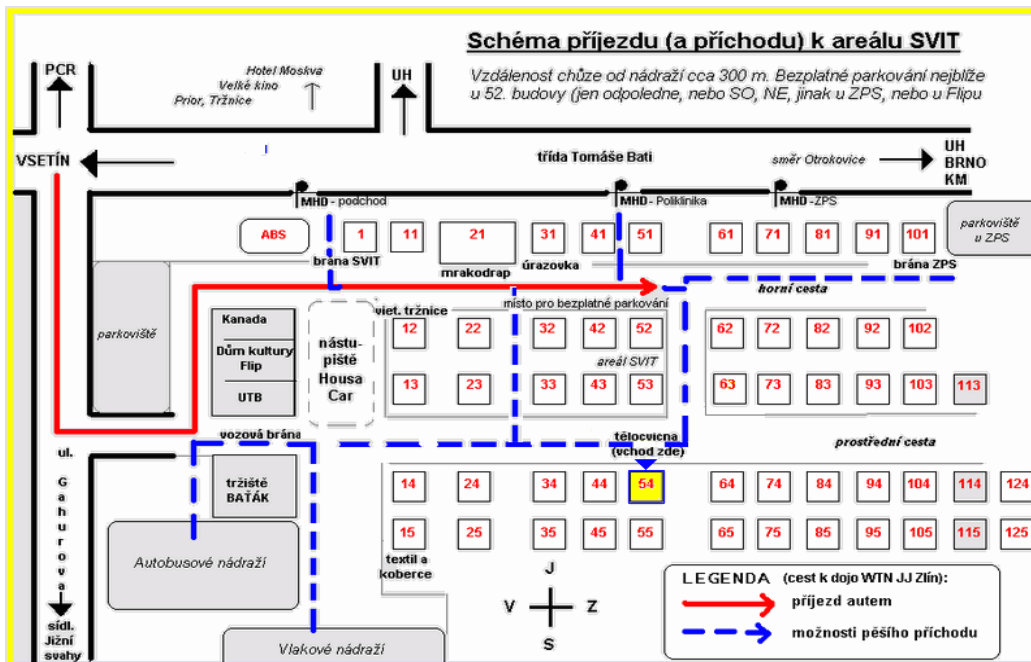 Schéma příjezdu (a příchodu) k areálu SVIT
Vzdálenost chůze od nádraží cca 300 m. Bezplatné parkování nejblíže
u 52. budovy (jen odpoledne, nebo SO, NE, jinak u ZPS, nebo u Flipu
PCR
Hotel Moskva
Velké kino
Prior, Tržnice
UH
VSETÍN
třída Tomáše Bati
směr Otrokovice
UH
BRNO
KM
MHD - podchod
MHD - Poliklinika
MHD -ZPS
ABS
1
11
21
31
41
51
61
71
81
91
101
parkoviště
u ZPS
brána SVIT
mrakodrap
úrazovka
brána ZPS
horní cesta
viet. tržnice
místo pro bezplatné parkování
parkoviště
Kanada
Dům kultury
Flip
UTB
nástu-
piště
Housa
Car
12
22
32
42
52
62
72
82
92
102
areál SVIT
13
23
33
43
53
63
73
83
93
103
113
vozová brána
tělocvična
(vchod zde)
prostřední cesta
ul.
Gahurova
tržiště
BAŤÁK
14
24
34
44
54
64
74
84
94
104
114
124
15
25
35
45
55
65
75
85
95
105
115
125
Autobusové nádraží
textil a
koberce
J
V
Z
S
LEGENDA (cest k dojo WTN JJ Zlín):
příjezd autem
možnosti pěšího příchodu
sídl.
Jižní
svahy
Vlakové nádraží